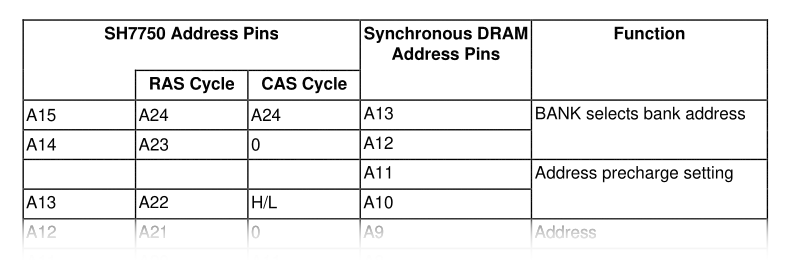 SH7750 Address Pins Synchronous DRAM Function
Address Pins
RAS Cycle CAS Cycle
A15 A24 A24 A13 BANK selects bank address
A14 A23 0 A12
A11 Address precharge setting
A13 A22 H/L A10
A12 A21 0 A9 Address